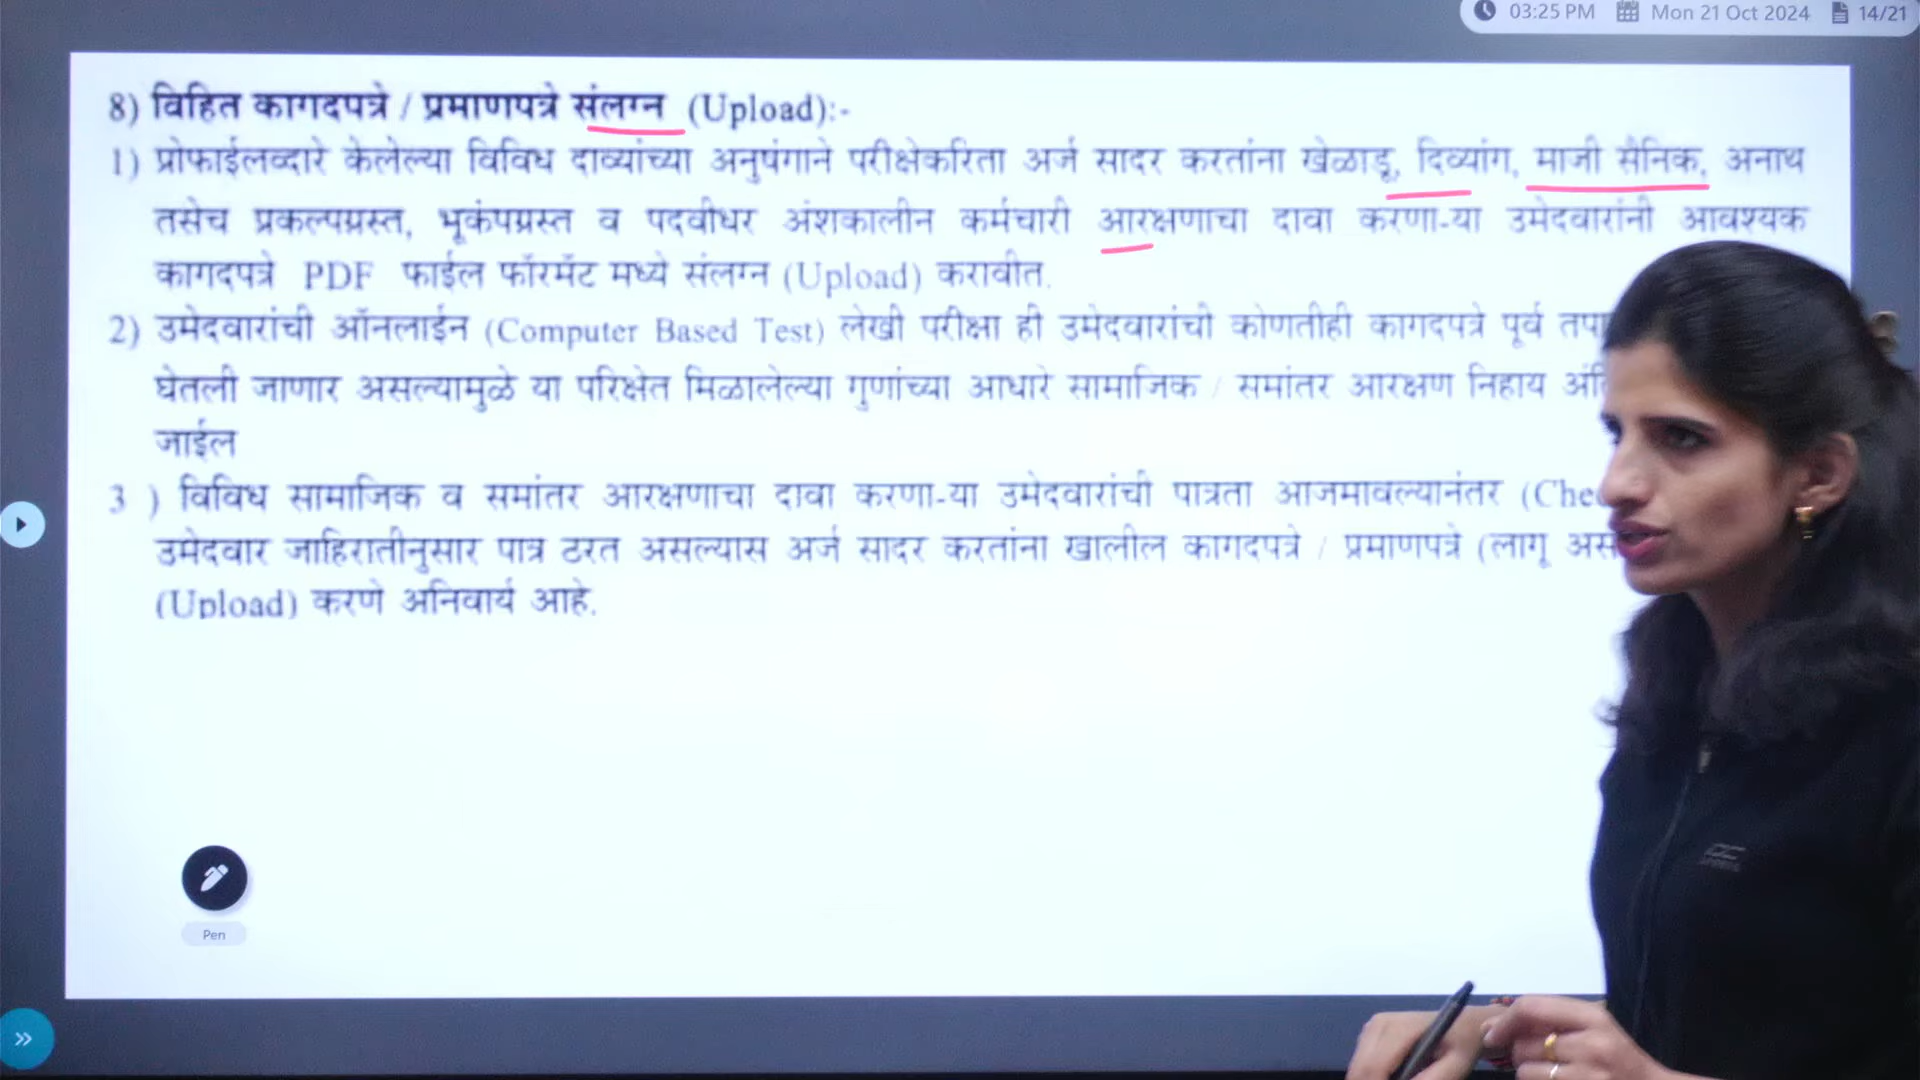 03:25 PM Mon 21 Oct 2024 14/21
8) विहित कागदपत्रे / प्रमाणपत्रे संलग्न (Upload):-
1) प्रोफाईलव्दारे केलेल्या विविध दाव्यांच्या अनुषंगाने परीक्षेकरिता अर्ज सादर करतांना खेळाडू, दिव्यांग, माजी सैनिक, अनाथ
तसेच प्रकल्पग्रस्त, भूकंपग्रस्त व पदवीधर अंशकालीन कर्मचारी आरक्षणाचा दावा करणा-या उमेदवारांनी आवश्यक
कागदपत्रे PDF फाईल फॉरमॅट मध्ये संलग्न (Upload) करावीत.
2) उमेदवारांची ऑनलाईन (Computer Based Test) लेखी परीक्षा ही उमेदवारांची कोणतीही कागदपत्रे पूर्व
घेतली जाणार असल्यामुळे या परिक्षेत मिळालेल्या गुणांच्या आधारे सामाजिक / समांतर आरक्षण निहाय
जाईल
3 ) विविध सामाजिक व समांतर आरक्षणाचा दावा करणा-या उमेदवारांची पात्रता आजमावल्यानंतर
उमेदवार जाहिरातीनुसार पात्र ठरत असल्यास अर्ज सादर करतांना खालील कागदपत्रे / प्रमाणपत्रे (लागू
(Upload) करणे अनिवार्य आहे.
Pen